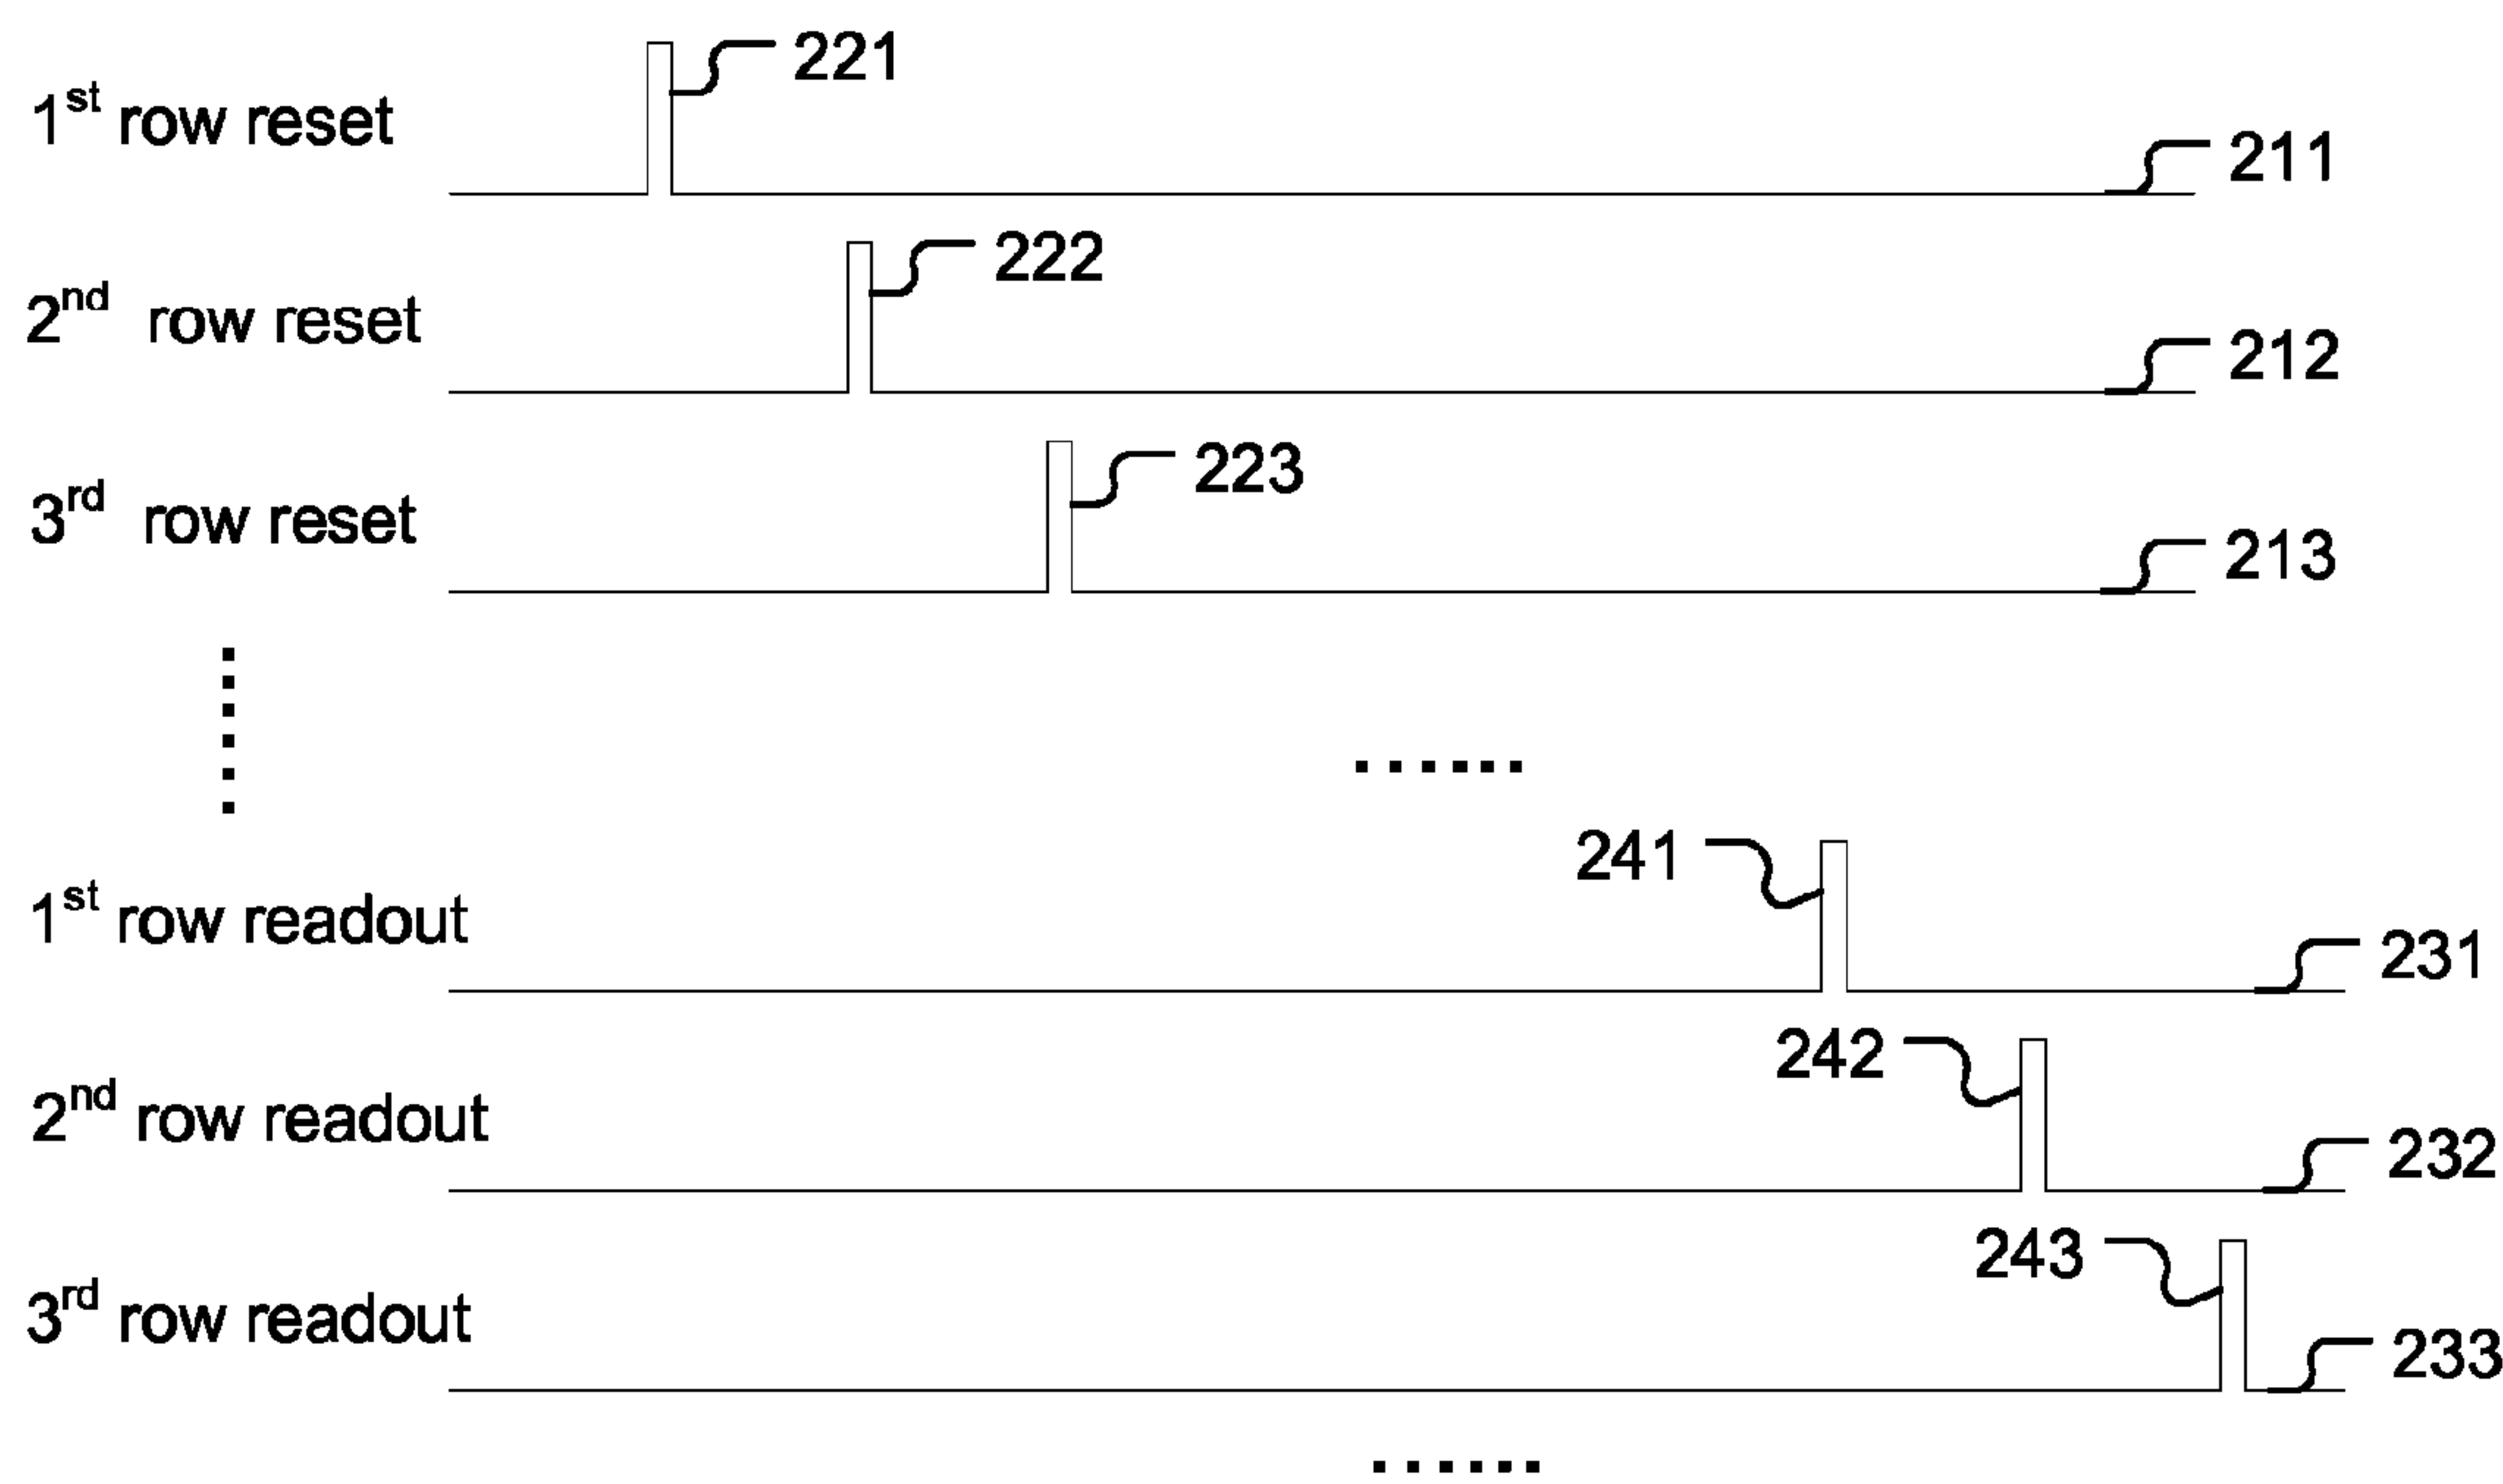 221
1st row reset
211
222
2nd row reset
212
223
3rd row reset
213
241
1st row readout
231
242
2nd row readout
232
243
3rd row readout
233